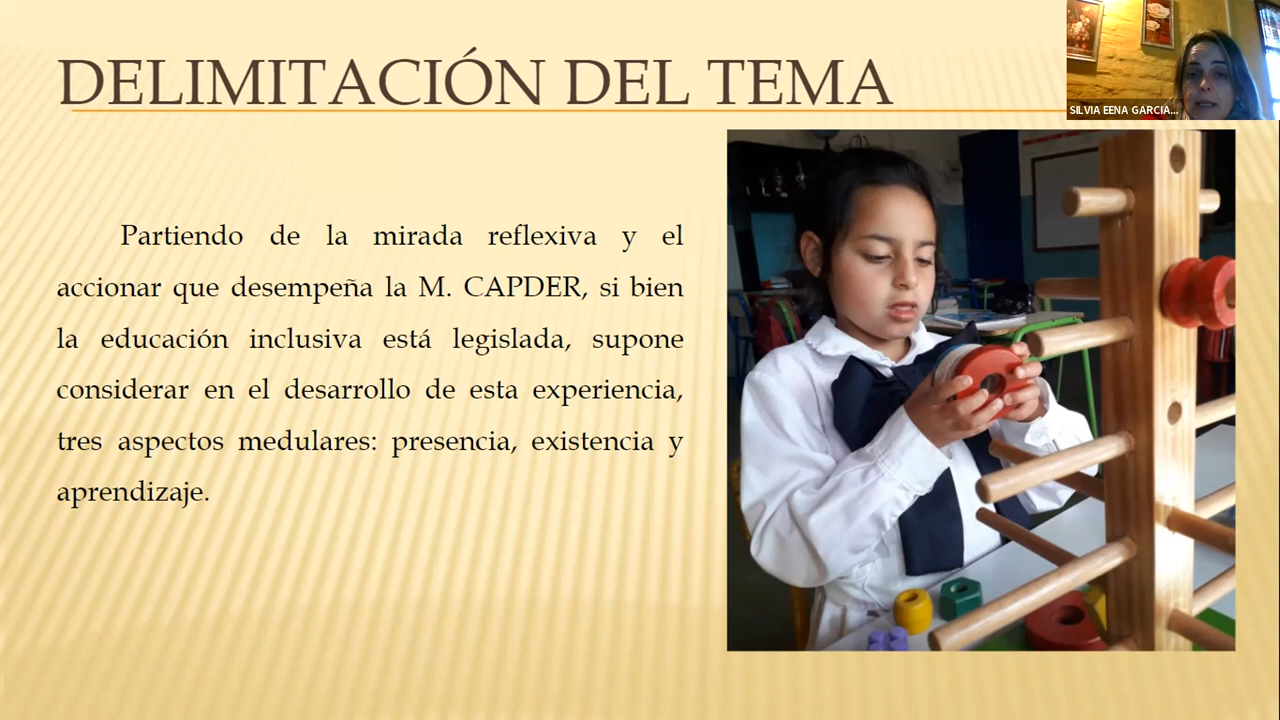 DELIMITACIÓN DEL TEMA
SILVIA EENA GARCIA...
Partiendo de la mirada reflexiva y el
accionar que desempeña la M. CAPDER, si bien
la educación inclusiva está legislada, supone
considerar en el desarrollo de esta experiencia,
tres aspectos medulares: presencia, existencia y
aprendizaje.